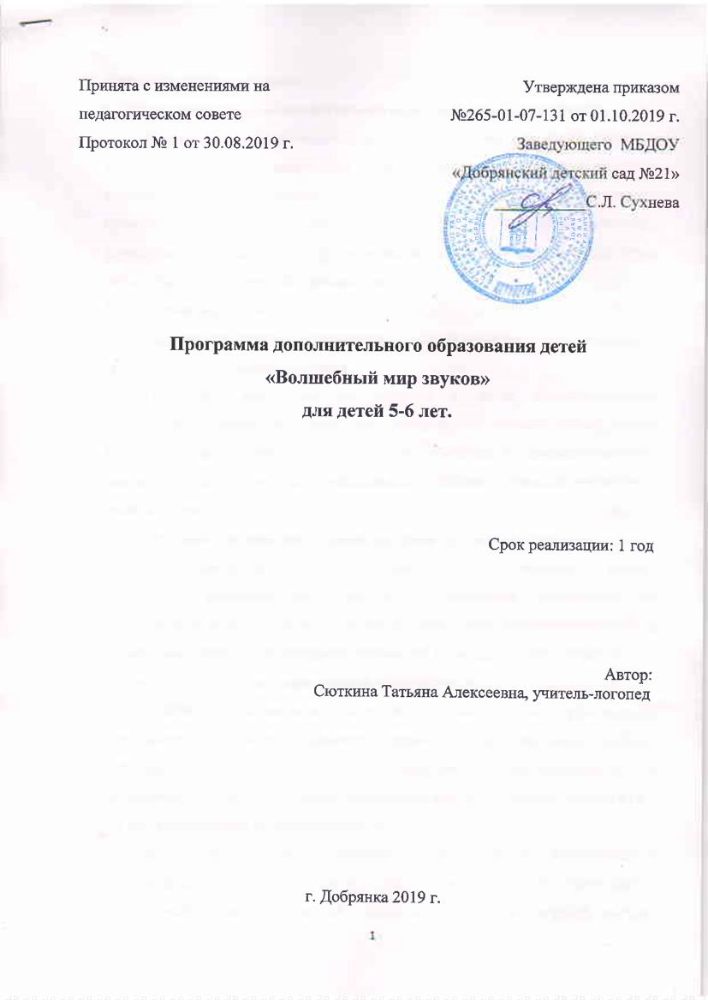 Принята с изменениями на
педагогическом совете
Протокол № 1 от 30.08.2019 г.
Утверждена приказом
№265-01-07-131 от 01.10.2019 г.
Заведующего МБДОУ
«Добрянский детский сад №21»
С.Л. Сухнева
Программа дополнительного образования детей
«Волшебный мир звуков»
для детей 5-6 лет.
Срок реализации: 1 год
Автор:
Сюткина Татьяна Алексеевна, учитель-логопед
г. Добрянка 2019 г.
1